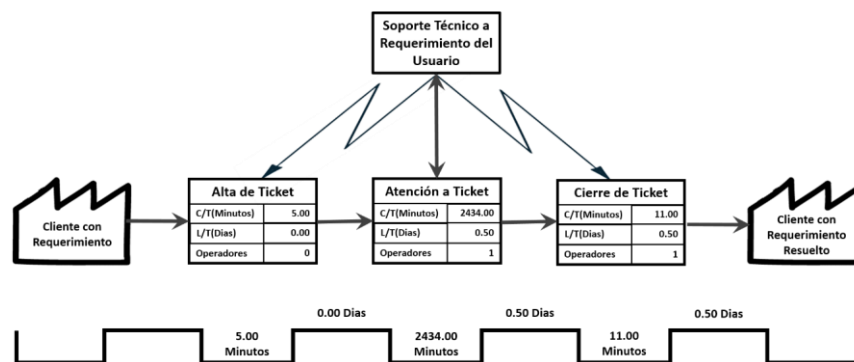 Soporte Técnico a
Requerimiento del
Usuario
Cliente con
Requerimiento
Alta de Ticket
C/T(Minutos) 5.00
L/T(Dias) 0.00
Operadores 0
Atención a Ticket
C/T(Minutos) 2434.00
L/T(Dias) 0.50
Operadores 1
Cierre de Ticket
C/T(Minutos) 11.00
L/T(Dias) 0.50
Operadores 1
Cliente con
Requerimiento
Resuelto
0.00 Dias 0.50 Dias 0.50 Dias
5.00 2434.00 11.00
Minutos Minutos Minutos